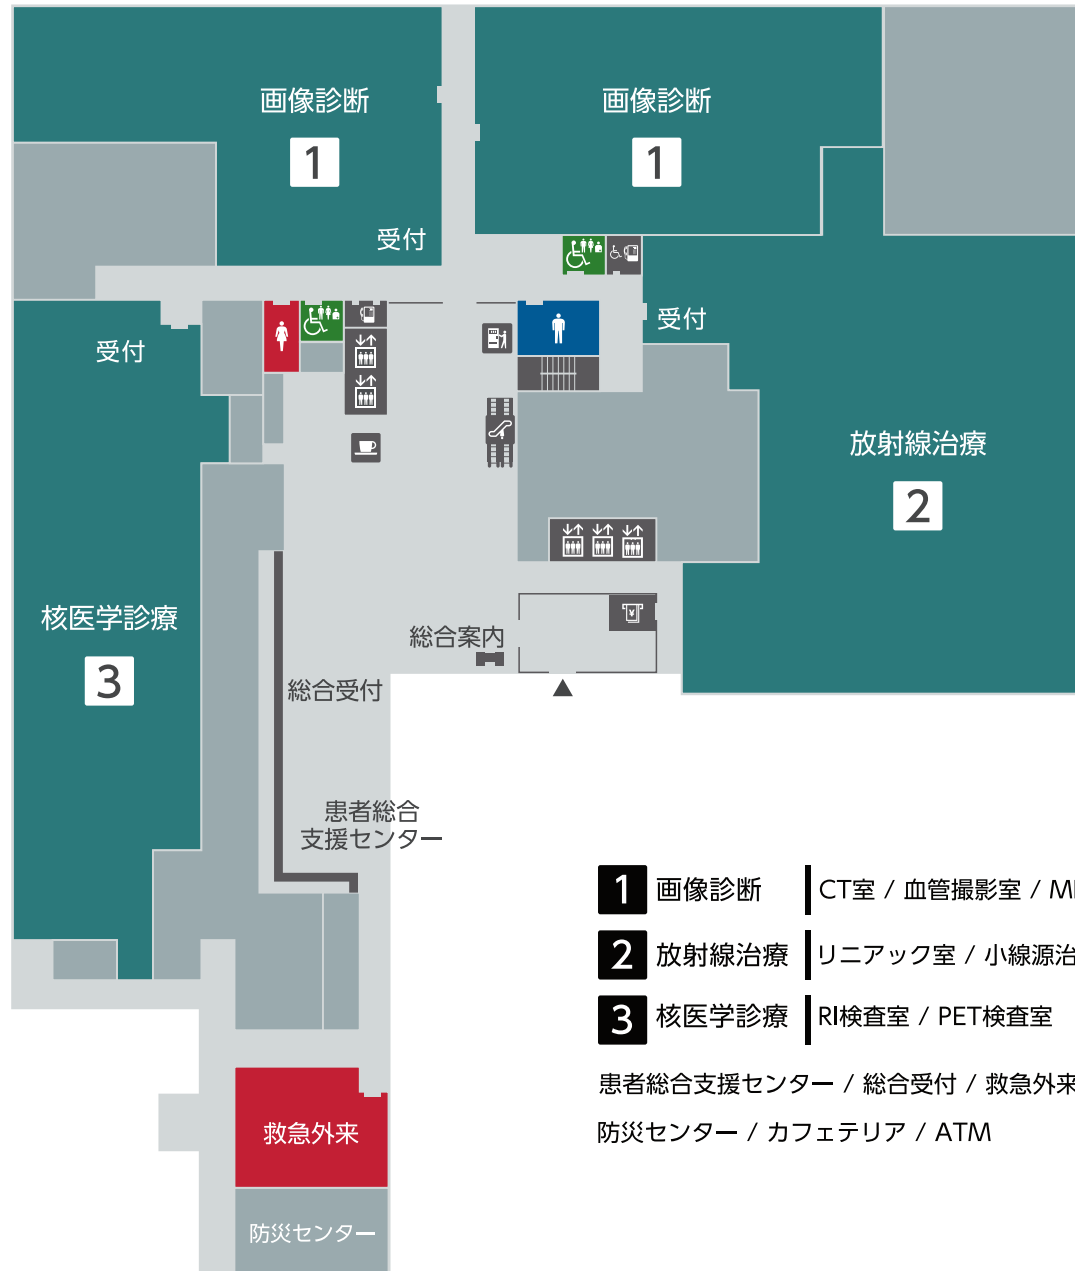 画像診断
1
画像診断
1
受付
受付
受付
放射線治療
2
核医学診療
3
総合案内
¥
総合受付
患者総合
支援センター
1 画像診断 CT室 / 血管撮影室 /
2 放射線治療 リニアック室 / 小線源治
3 核医学診療 RI検査室 / PET検査室
患者総合支援センター / 総合受付 / 救急外来
防災センター / カフェテリア / ATM
救急外来
防災センター